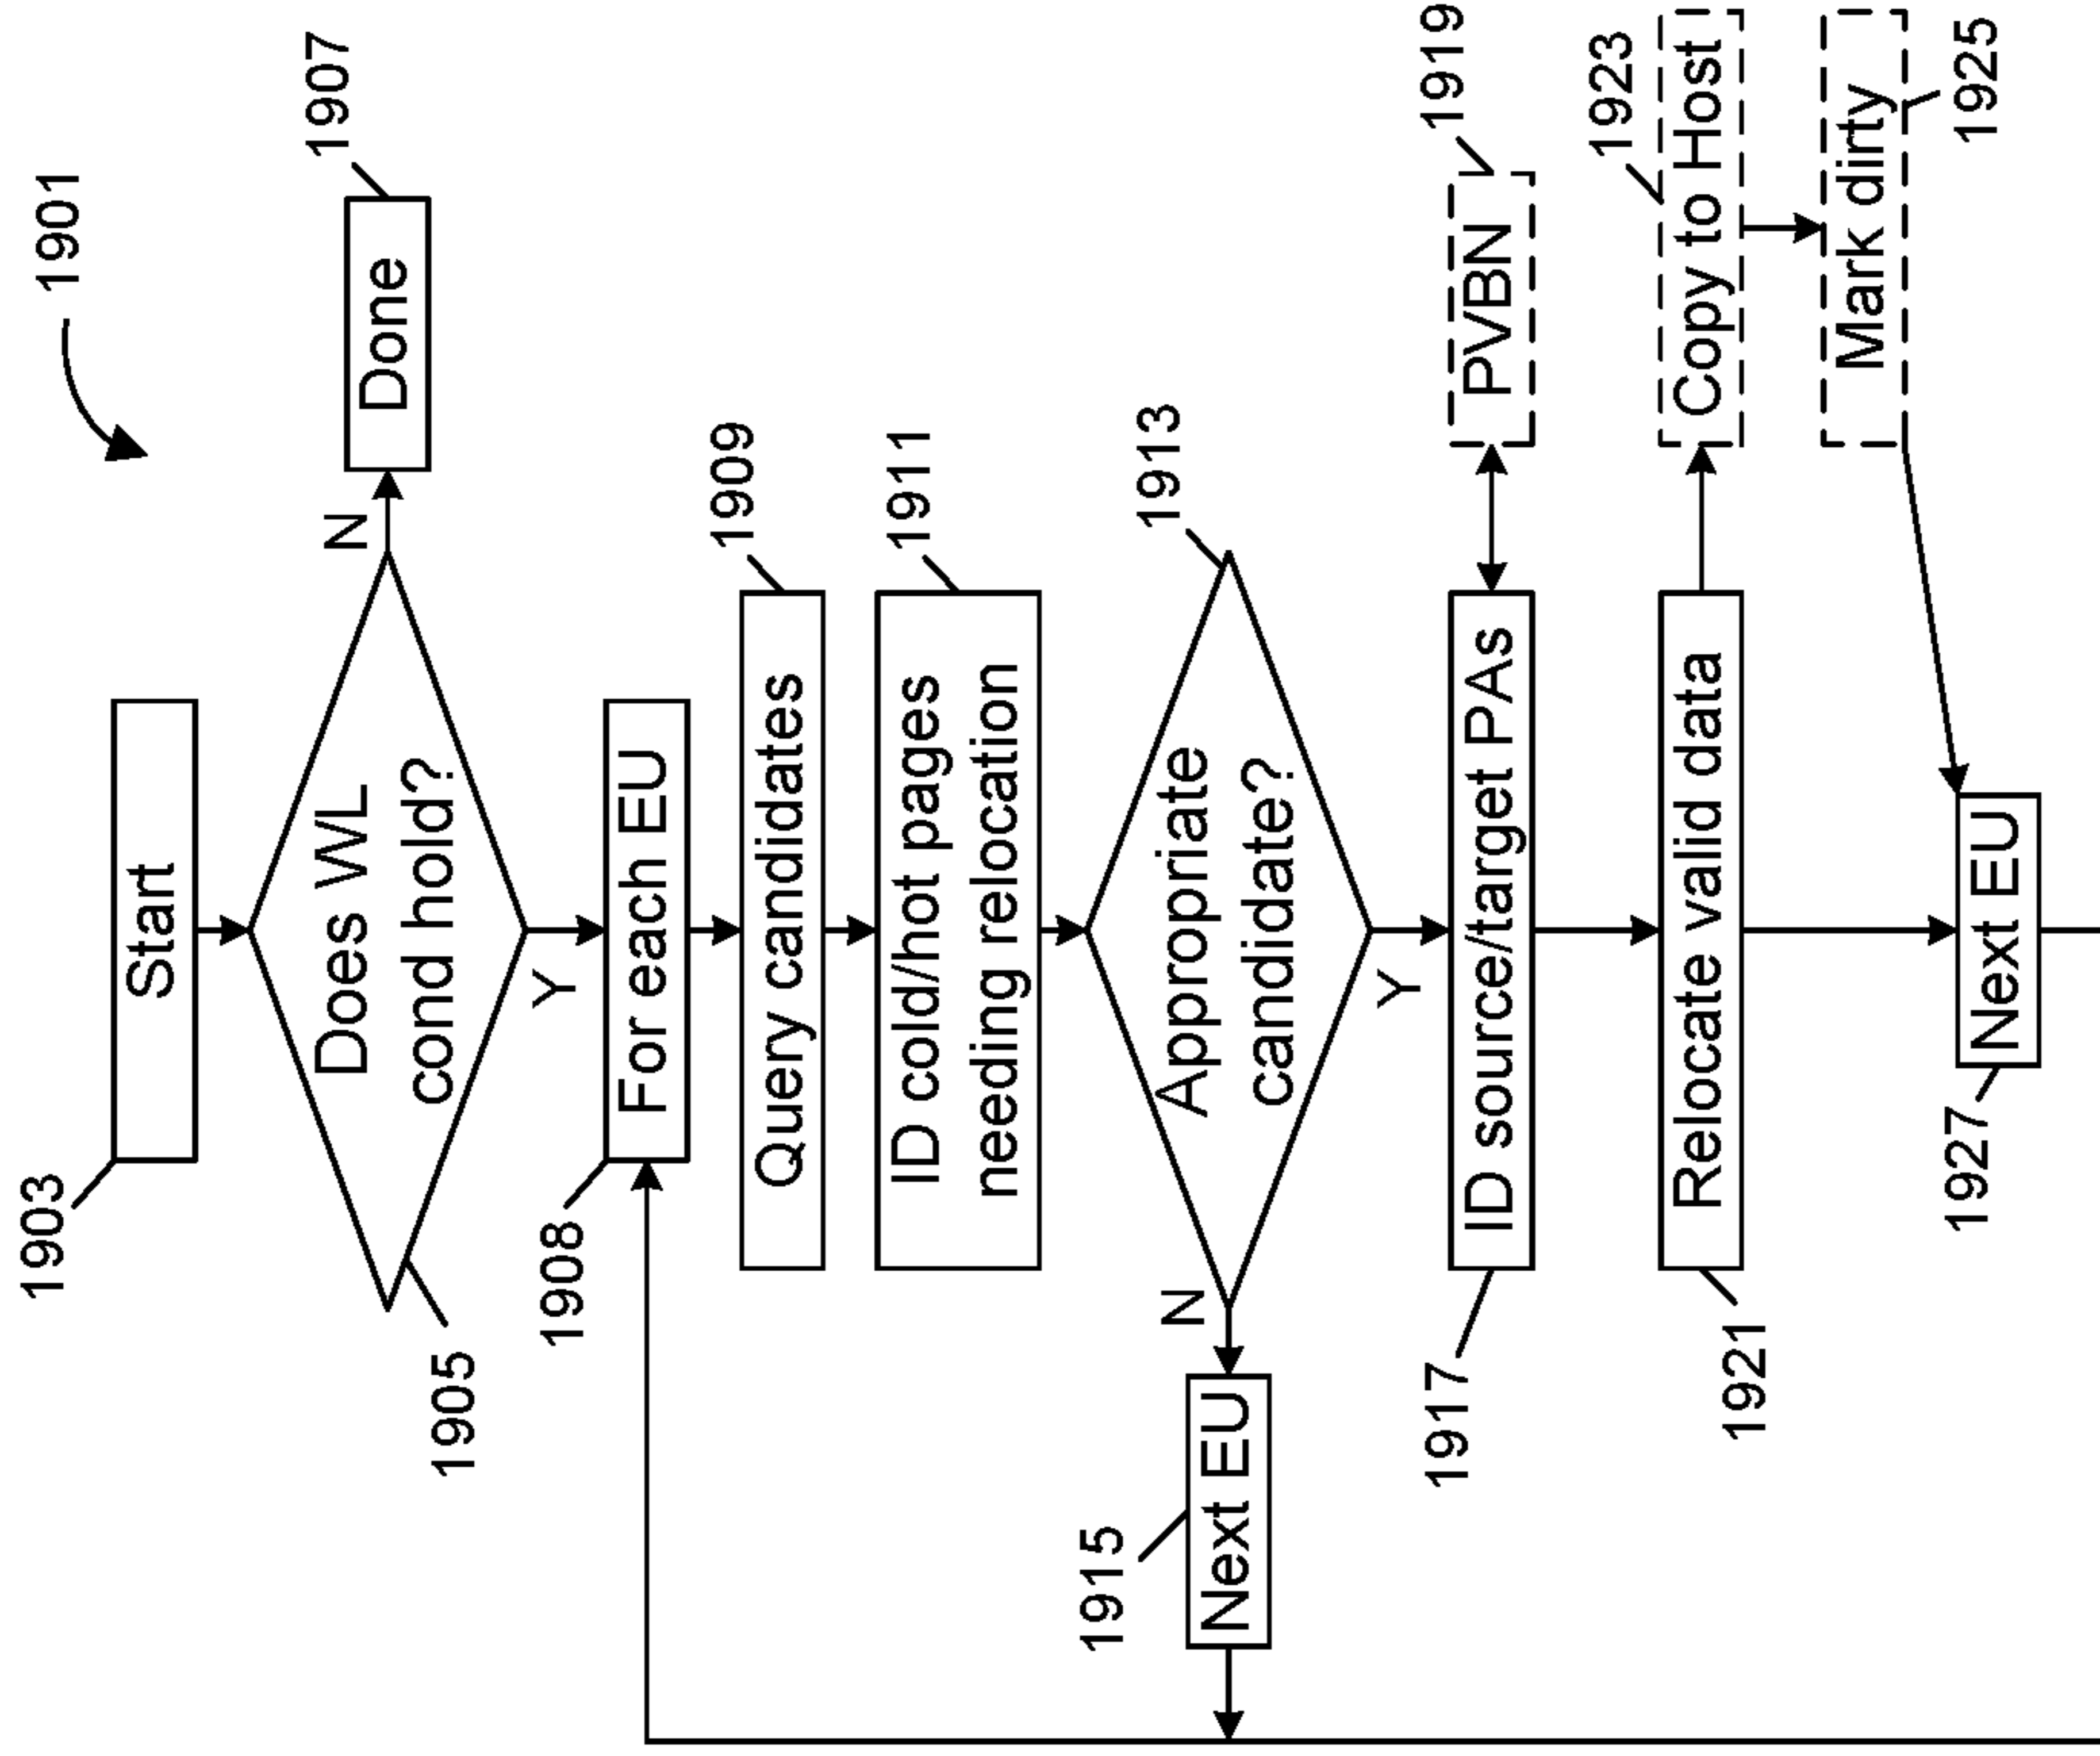 1901
1903
Start
1905
Does WL
cond hold?
N
Done
1907
Y
1908
For each EU
Query candidates
1909
ID cold/hot pages
needing relocation
1911
Appropriate
candidate?
1913
N
1915
Next EU
Y
1917
ID source/target PAs
PVBN
1919
1921
Relocate valid data
Copy to Host
1923
Mark dirty
1925
1927
Next EU